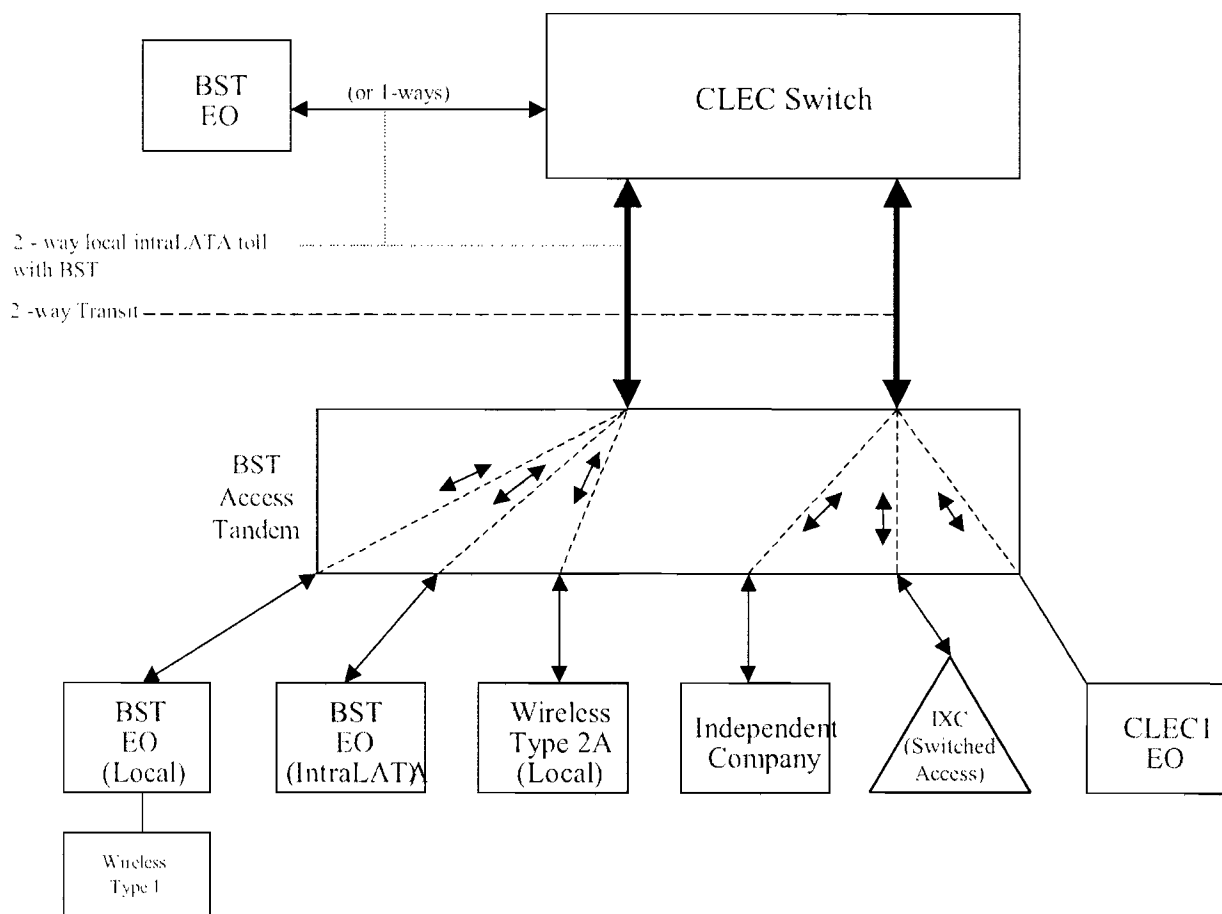 BST
EO
(or 1-ways)
CLEC Switch
2 - way local intraLATA toll
with BST
2 -way Transit
BST
Access
Tandem
BST
EO
(Local)
BST
EO
(IntraLATA)
Wireless
Type 2A
(Local)
Independent
Company
IXC
(Switched
Access)
CLEC1
EO
Wireless
Type 1